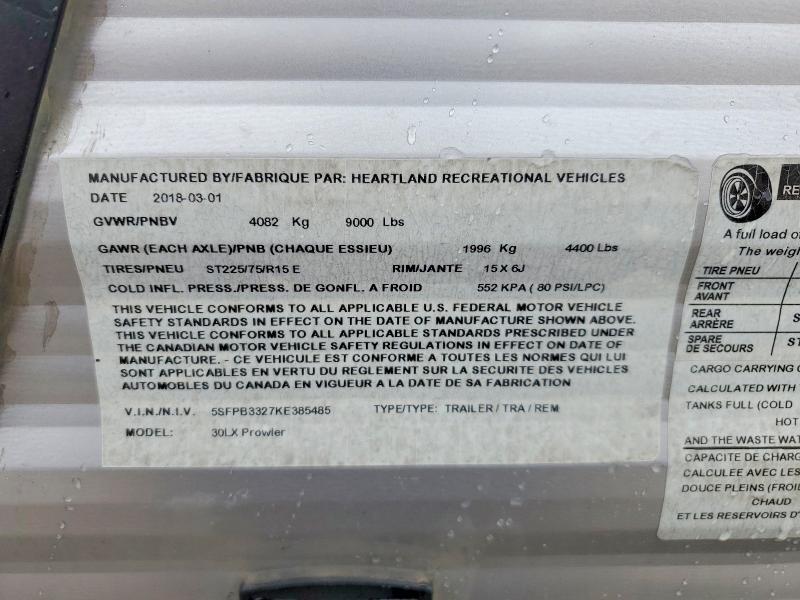 MANUFACTURED BY/FABRIQUE PAR: HEARTLAND RECREATIONAL VEHICLES
DATE 2018-03-01
GVWR/PNBV 4082 Kg 9000 Lbs
GAWR (EACH AXLE)/PNB (CHAQUE ESSIEU) 1996 Kg 4400 Lbs
TIRES/PNEU ST225/75/R15 E RIM/JANTE 15 X 6J
COLD INFL. PRESS./PRESS. DE GONFL. A FROID 552 KPA ( 80 PSI/LPC)
THIS VEHICLE CONFORMS TO ALL APPLICABLE U.S. FEDERAL MOTOR VEHICLE
SAFETY STANDARDS IN EFFECT ON THE DATE OF MANUFACTURE SHOWN ABOVE.
THIS VEHICLE CONFORMS TO ALL APPLICABLE STANDARDS PRESCRIBED UNDER
THE CANADIAN MOTOR VEHICLE SAFETY REGULATIONS IN EFFECT ON DATE OF
MANUFACTURE. - CE VEHICULE EST CONFORME A TOUTES LES NORMES QUI LUI
SONT APPLICABLES EN VERTU DU REGLEMENT SUR LA SECURITE DES VEHICLES
AUTOMOBLES DU CANADA EN VIGUEUR A LA DATE DE SA FABRICATION
V.I.N./N.I.V. 5SFPB3327KE385485 TYPE/TYPE: TRAILER / TRA / REM
MODEL: 30LX Prowler
RE
A full load of
The weigh
TIRE PNEU
FRONT
AVANT
REAR S
ARRIÈRE
SPARE ST
DE SECOURS
CARGO CARRYING C
CALCULATED WITH
TANKS FULL (COLD
HOT
AND THE WASTE WAT
CAPACITE DE CHARG
CALCULEE AVEC LES
DOUCE PLEINS (FROID
CHAUD
ET LES RESERVOIRS D'